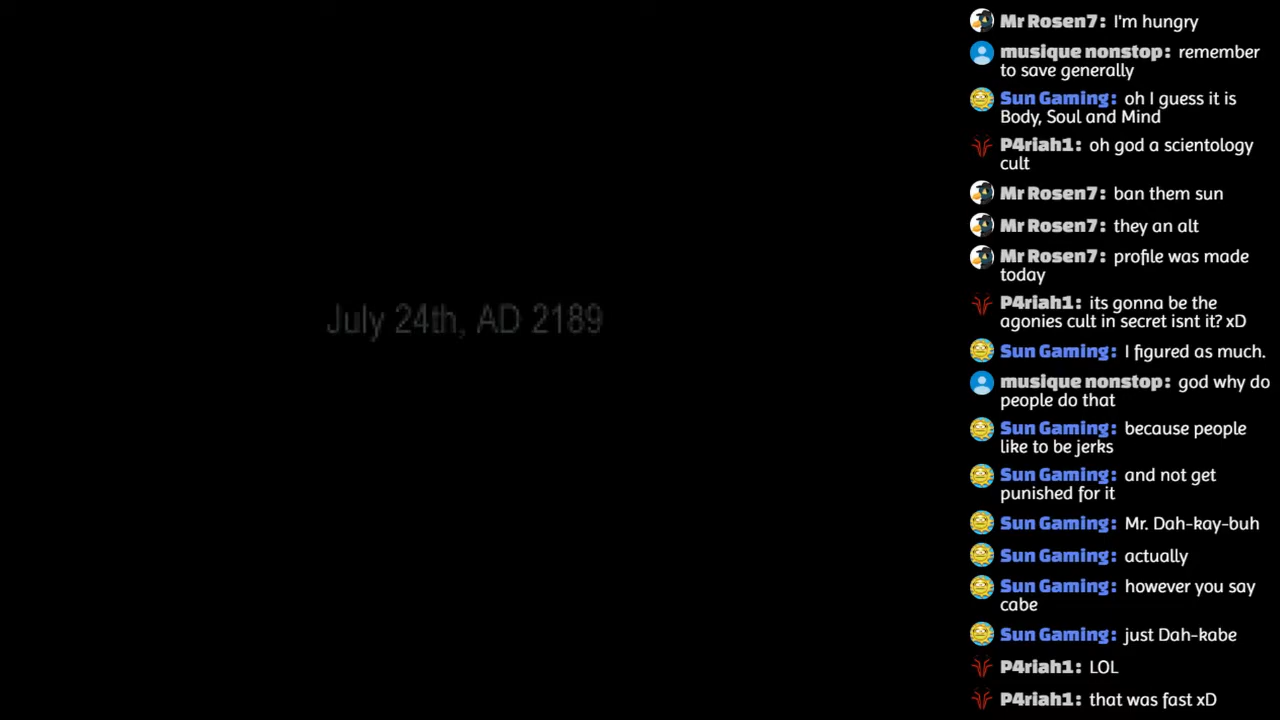 July 24th, AD 2189
Mr Rosen7: I'm hungry
musique nonstop: remember
to save generally
Sun Gaming: oh I guess it is
Body, Soul and Mind
P4riah1: oh god a scientology
cult
Mr Rosen7: ban them sun
Mr Rosen7: they an alt
Mr Rosen7: profile was made
today
P4riah1: its gonna be the
agonies cult in secret isnt it? xD
Sun Gaming: I figured as much.
musique nonstop: god why do
people do that
Sun Gaming: because people
like to be jerks
Sun Gaming: and not get
punished for it
Sun Gaming: Mr. Dah-kay-buh
Sun Gaming: actually
Sun Gaming: however you say
cabe
Sun Gaming: just Dah-kabe
P4riah1: LOL
P4riah1: that was fast xD